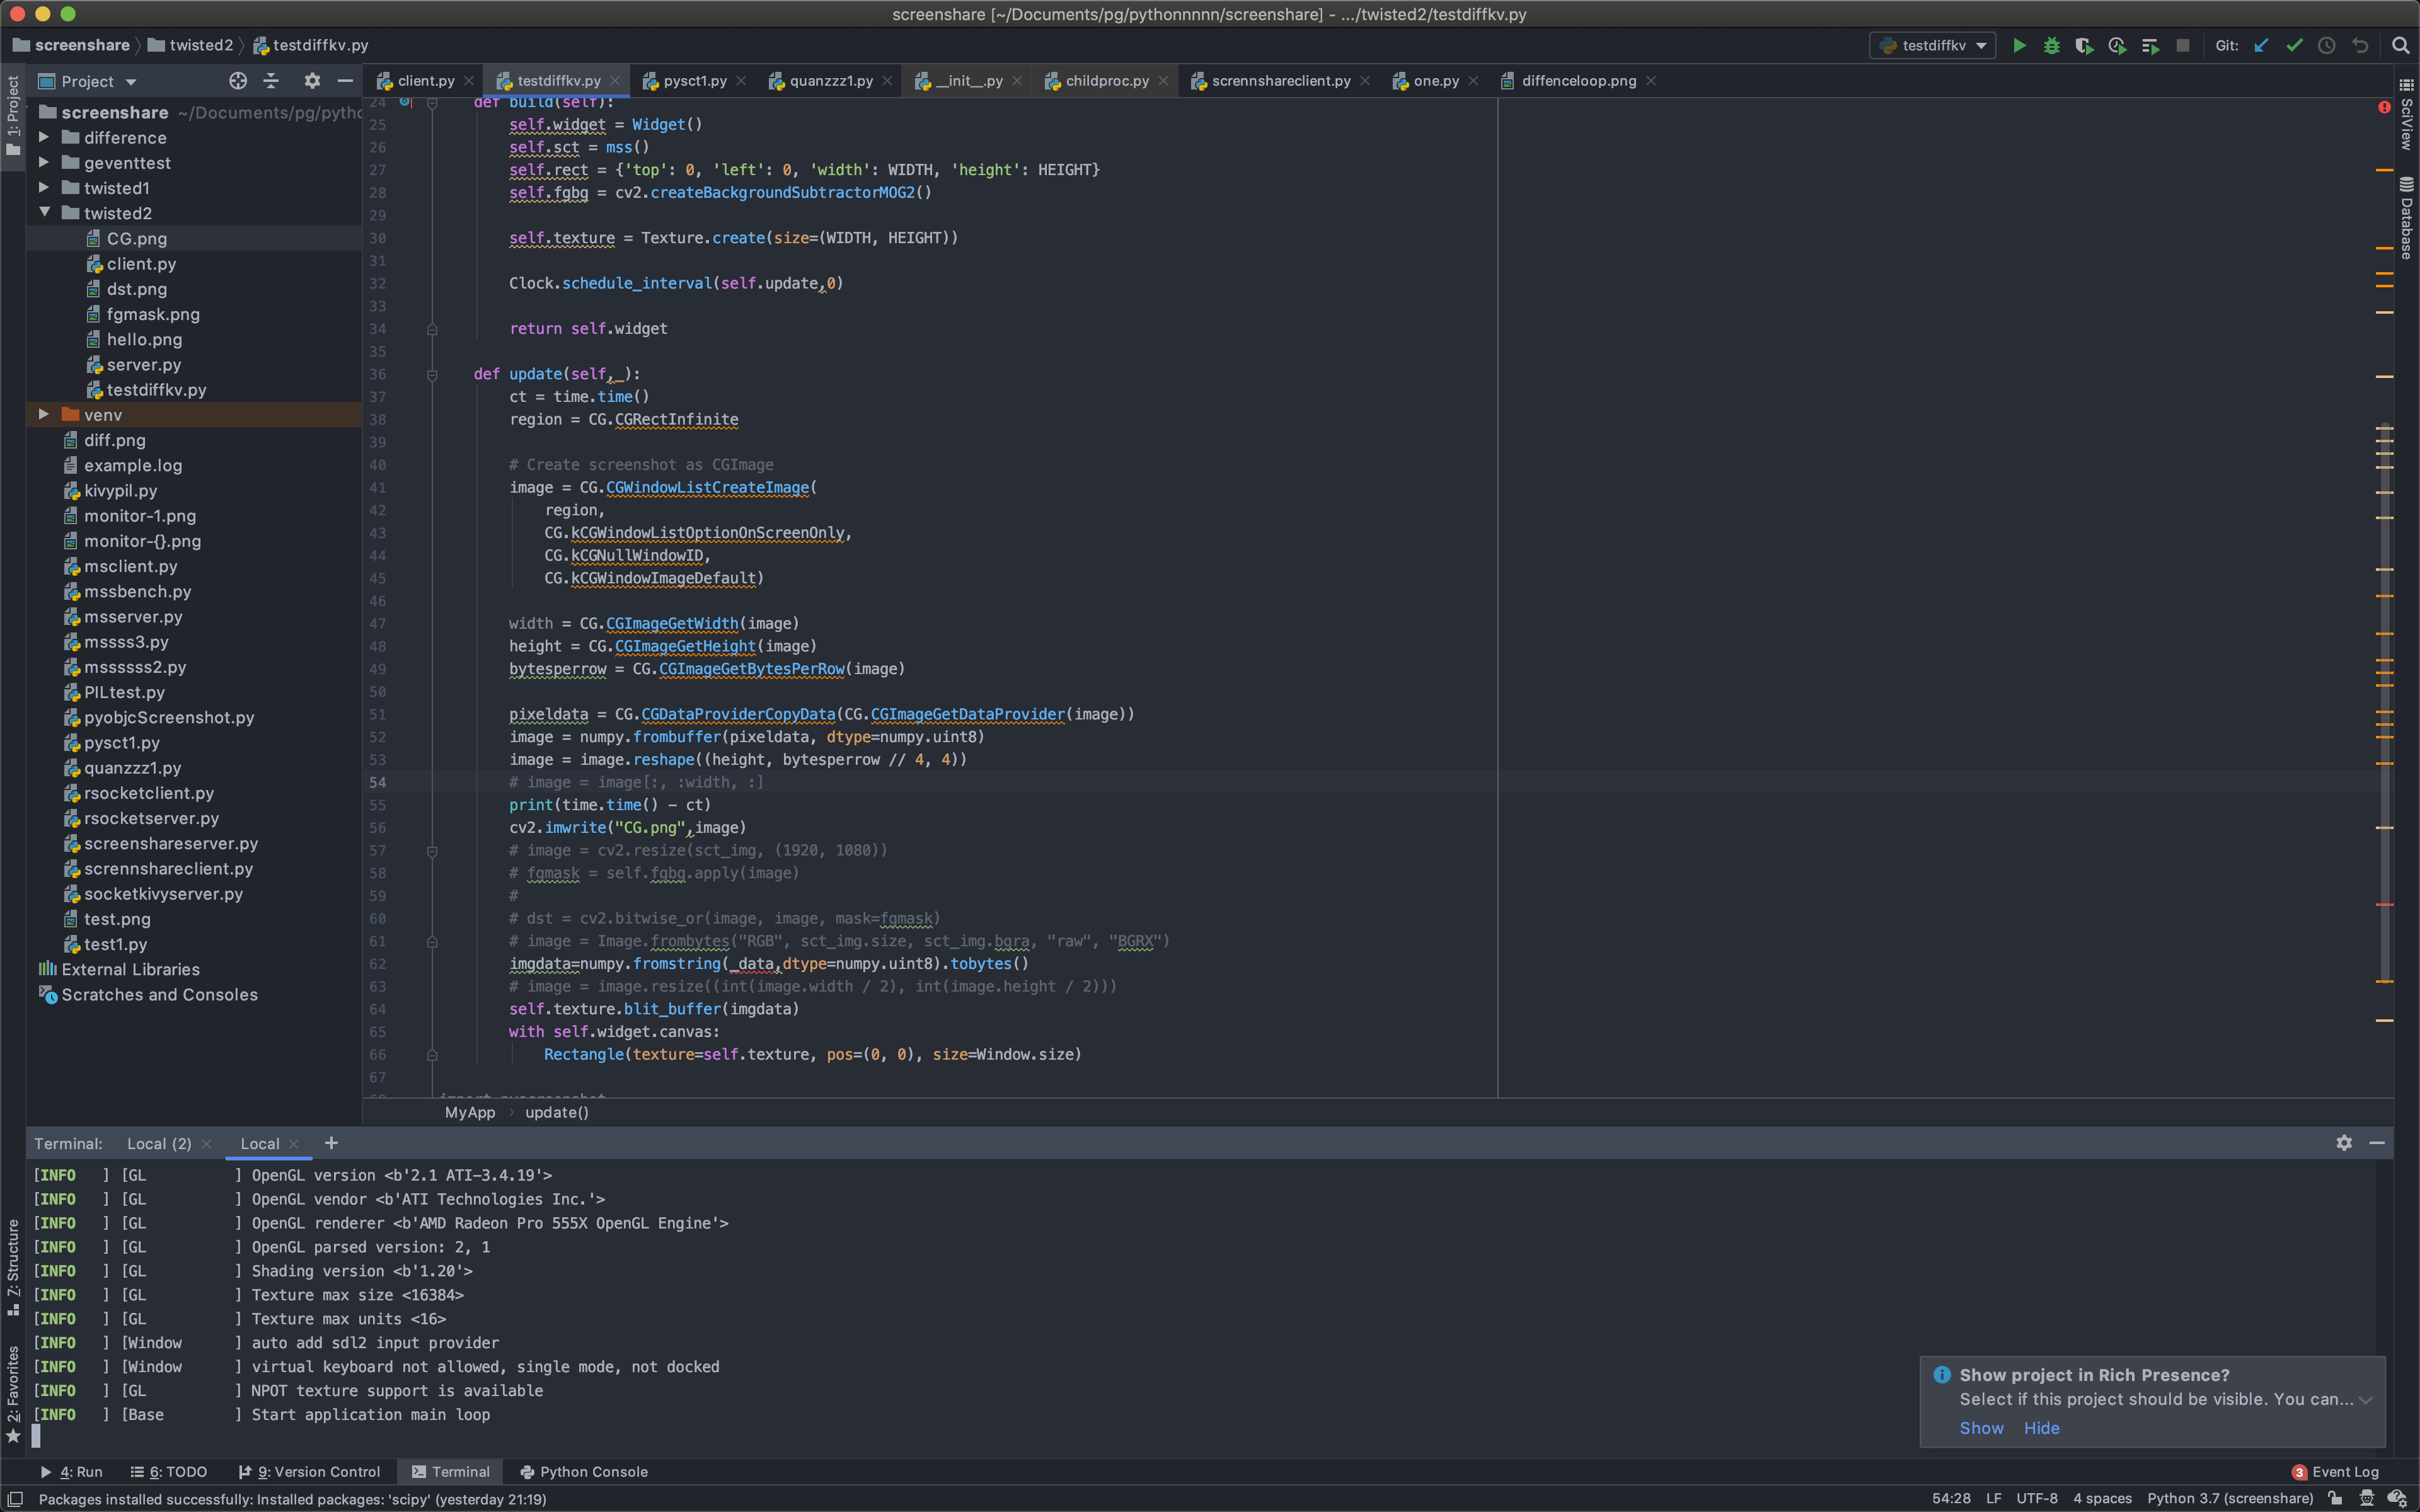 screenshare [~/Documents/pg/pythonnnnn/screenshare] - .../twisted2/testdiffkv.py
screenshare twisted2 testdiffkv.py
testdiffkv Git:
1: Project
Project
client.py testdiffkv.py pysct1.py quanzzz1.py __init__.py childproc.py scrennshareclient.py one.py diffenceloop.png
SciView
Database
screenshare ~/Documents/pg/pytho
difference
geventtest
twisted1
twisted2
CG.png
client.py
dst.png
fgmask.png
hello.png
server.py
testdiffkv.py
venv
diff.png
example.log
kivypil.py
monitor-1.png
monitor-{}.png
msclient.py
mssbench.py
msserver.py
mssss3.py
mssssss2.py
PILtest.py
pyobjcScreenshot.py
pysct1.py
quanzzz1.py
rsocketclient.py
rsocketserver.py
screenshareserver.py
scrennshareclient.py
socketkivyserver.py
test.png
test1.py
External Libraries
Scratches and Consoles
24 def build(self):
25 self.widget = Widget()
26 self.sct = mss()
27 self.rect = {'top': 0, 'left': 0, 'width': WIDTH, 'height': HEIGHT}
28 self.fgbg = cv2.createBackgroundSubtractorMOG2()
29
30 self.texture = Texture.create(size=(WIDTH, HEIGHT))
31
32 Clock.schedule_interval(self.update,0)
33
34 return self.widget
35
36 def update(self,_):
37 ct = time.time()
38 region = CG.CGRectInfinite
39
40 # Create screenshot as CGImage
41 image = CG.CGWindowListCreateImage(
42 region,
43 CG.kCGWindowListOptionOnScreenOnly,
44 CG.kCGNullWindowID,
45 CG.kCGWindowImageDefault)
46
47 width = CG.CGImageGetWidth(image)
48 height = CG.CGImageGetHeight(image)
49 bytesperrow = CG.CGImageGetBytesPerRow(image)
50
51 pixeldata = CG.CGDataProviderCopyData(CG.CGImageGetDataProvider(image))
52 image = numpy.frombuffer(pixeldata, dtype=numpy.uint8)
53 image = image.reshape((height, bytesperrow // 4, 4))
54 # image = image[:, :width, :]
55 print(time.time() - ct)
56 cv2.imwrite("CG.png",image)
57 # image = cv2.resize(sct_img, (1920, 1080))
58 # fgmask = self.fgbg.apply(image)
59 #
60 # dst = cv2.bitwise_or(image, image, mask=fgmask)
61 # image = Image.frombytes("RGB", sct_img.size, sct_img.bgra, "raw", "BGRX")
62 imgdata=numpy.fromstring(_data,dtype=numpy.uint8).tobytes()
63 # image = image.resize((int(image.width / 2), int(image.height / 2)))
64 self.texture.blit_buffer(imgdata)
65 with self.widget.canvas:
66 Rectangle(texture=self.texture, pos=(0, 0), size=Window.size)
67
MyApp update()
Terminal: Local (2) Local
[INFO ] [GL ] OpenGL version <b'2.1 ATI-3.4.19'>
[INFO ] [GL ] OpenGL vendor <b'ATI Technologies Inc.'>
[INFO ] [GL ] OpenGL renderer <b'AMD Radeon Pro 555X OpenGL Engine'>
[INFO ] [GL ] OpenGL parsed version: 2, 1
[INFO ] [GL ] Shading version <b'1.20'>
[INFO ] [GL ] Texture max size <16384>
[INFO ] [GL ] Texture max units <16>
[INFO ] [Window ] auto add sdl2 input provider
[INFO ] [Window ] virtual keyboard not allowed, single mode, not docked
[INFO ] [GL ] NPOT texture support is available
[INFO ] [Base ] Start application main loop
7: Structure
2: Favorites
Show project in Rich Presence?
Select if this project should be visible. You can...
Show Hide
4: Run 6: TODO 9: Version Control Terminal Python Console 3 Event Log
Packages installed successfully: Installed packages: 'scipy' (yesterday 21:19) 54:28 LF UTF-8 4 spaces Python 3.7 (screenshare)